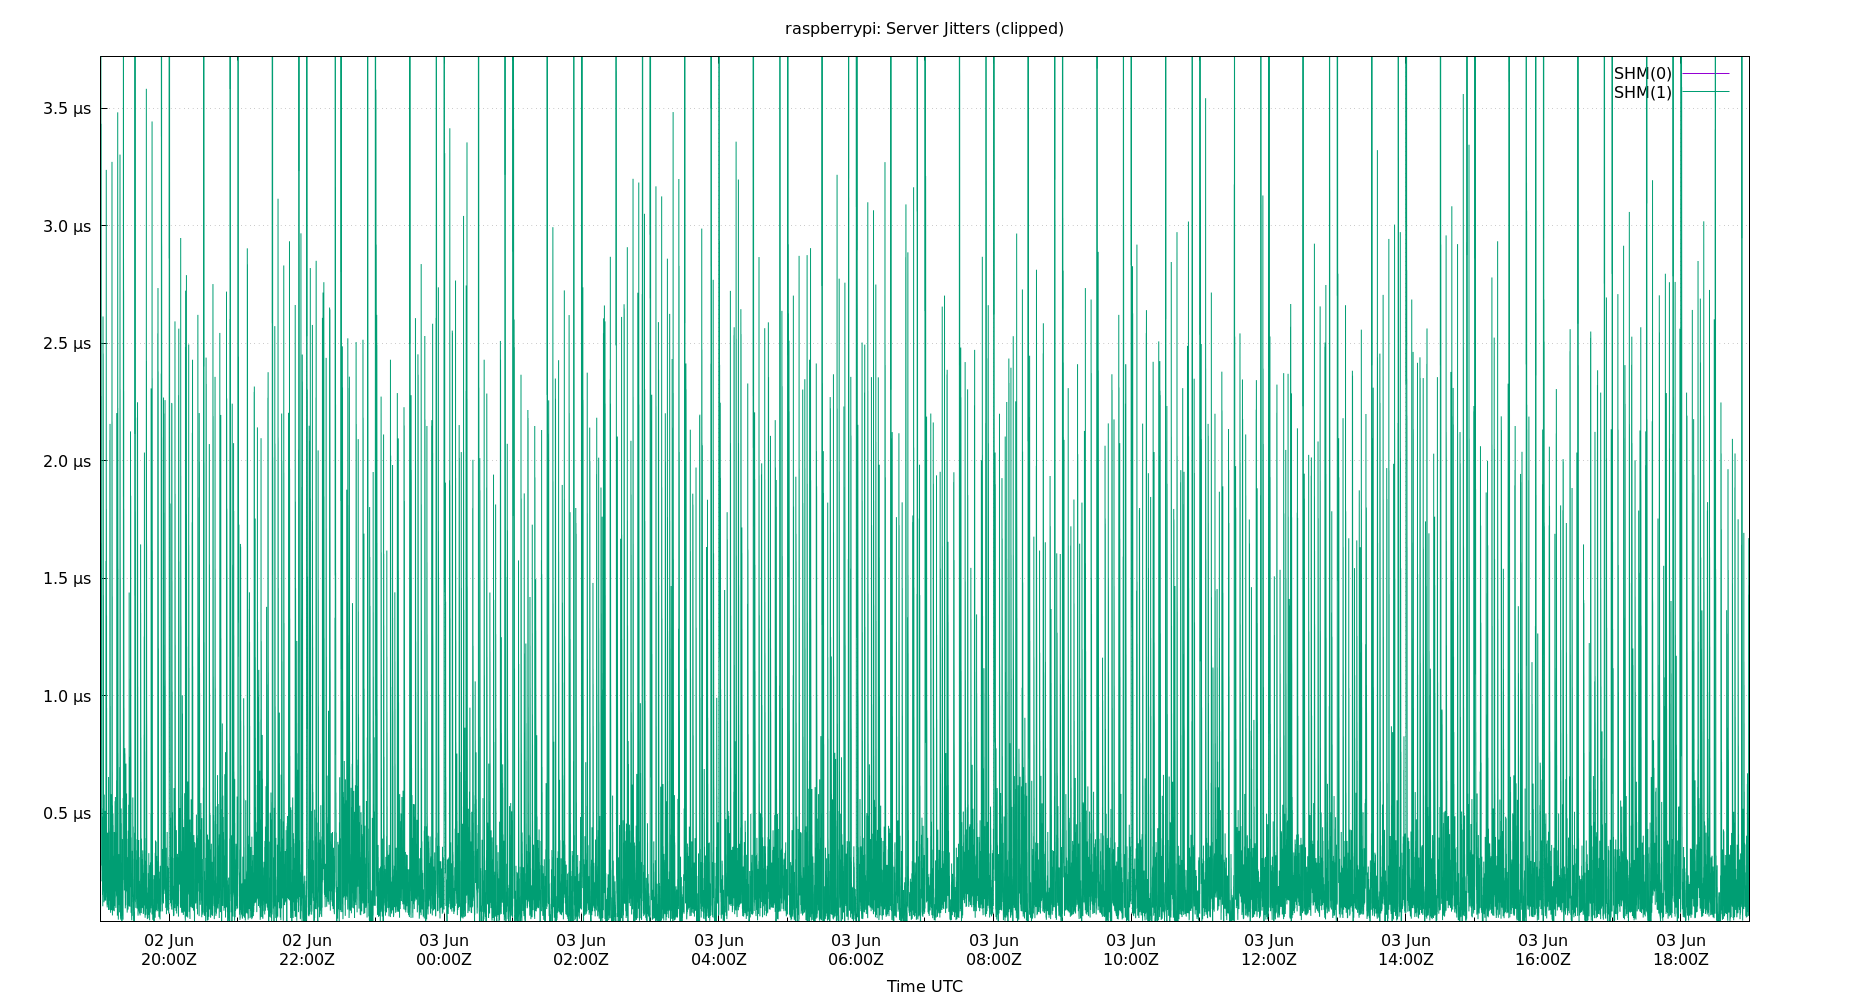 raspberrypi: Server Jitters (clipped)
SHM(0)
SHM(1)
3.5 µs
3.0 µs
2.5 µs
2.0 µs
1.5 µs
1.0 µs
0.5 µs
02 Jun 02 Jun 03 Jun 03 Jun 03 Jun 03 Jun 03 Jun 03 Jun 03 Jun 03 Jun 03 Jun 03 Jun
20:00Z 22:00Z 00:00Z 02:00Z 04:00Z 06:00Z 08:00Z 10:00Z 12:00Z 14:00Z 16:00Z 18:00Z
Time UTC